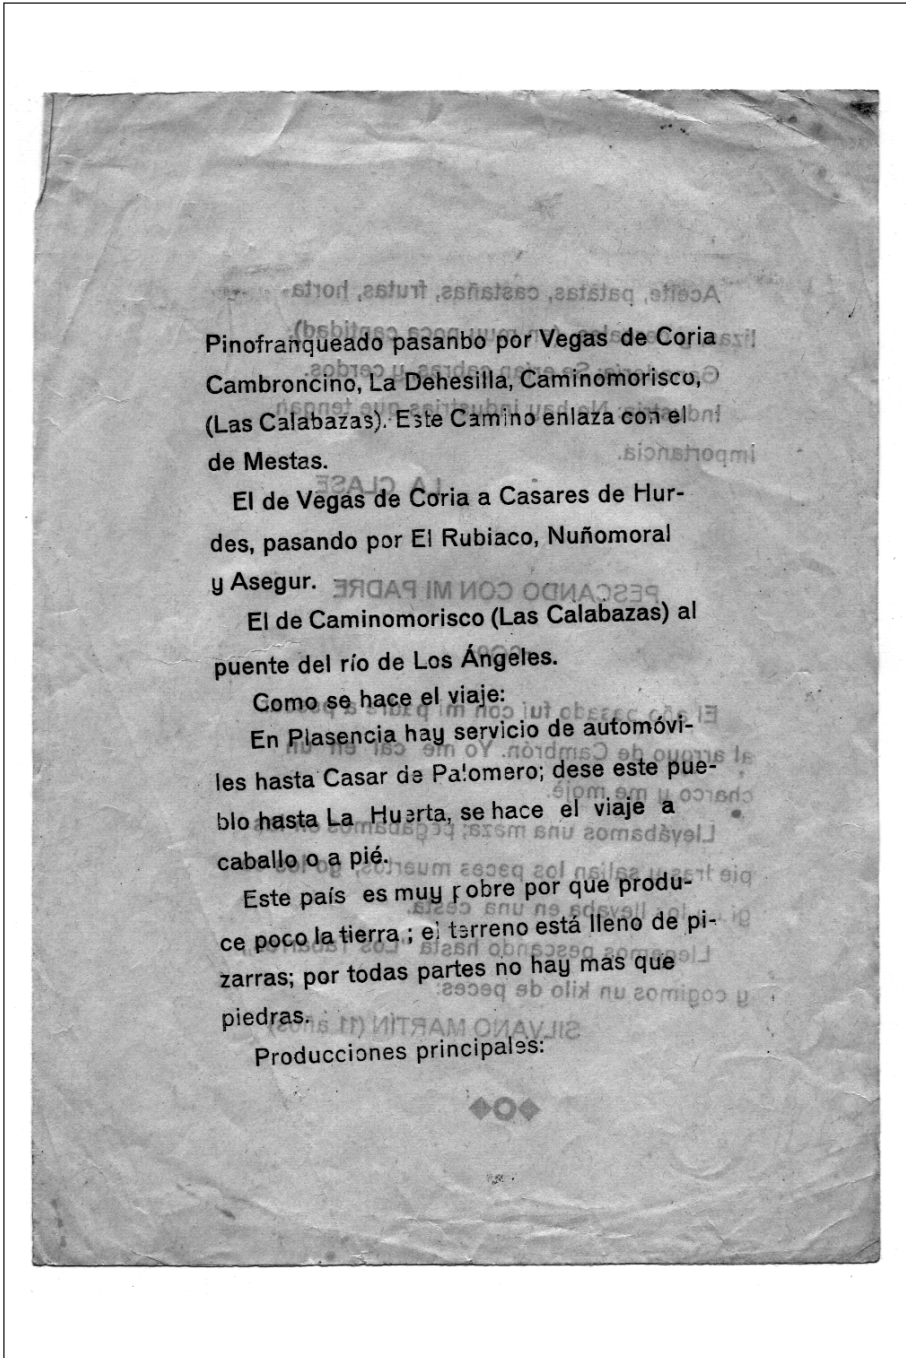 Pinofranqueado pasanbo por Vegas de Coria
Cambroncino, La Dehesilla, Caminomorisco,
(Las Calabazas). Este Camino enlaza con el
de Mestas.
El de Vegas de Coria a Casares de Hur-
des, pasando por El Rubiaco, Nuñomoral
y Asegur.
El de Caminomorisco (Las Calabazas) al
puente del río de Los Ángeles.
Como se hace el viaje:
En Plasencia hay servicio de automóvi-
les hasta Casar de Palomero; dese este pue-
blo hasta La Huerta, se hace el viaje a
caballo o a pié.
Este país es muy pobre por que produ-
ce poco la tierra ; el terreno está lleno de pi-
zarras; por todas partes no hay mas que
piedras.
Producciones principales: